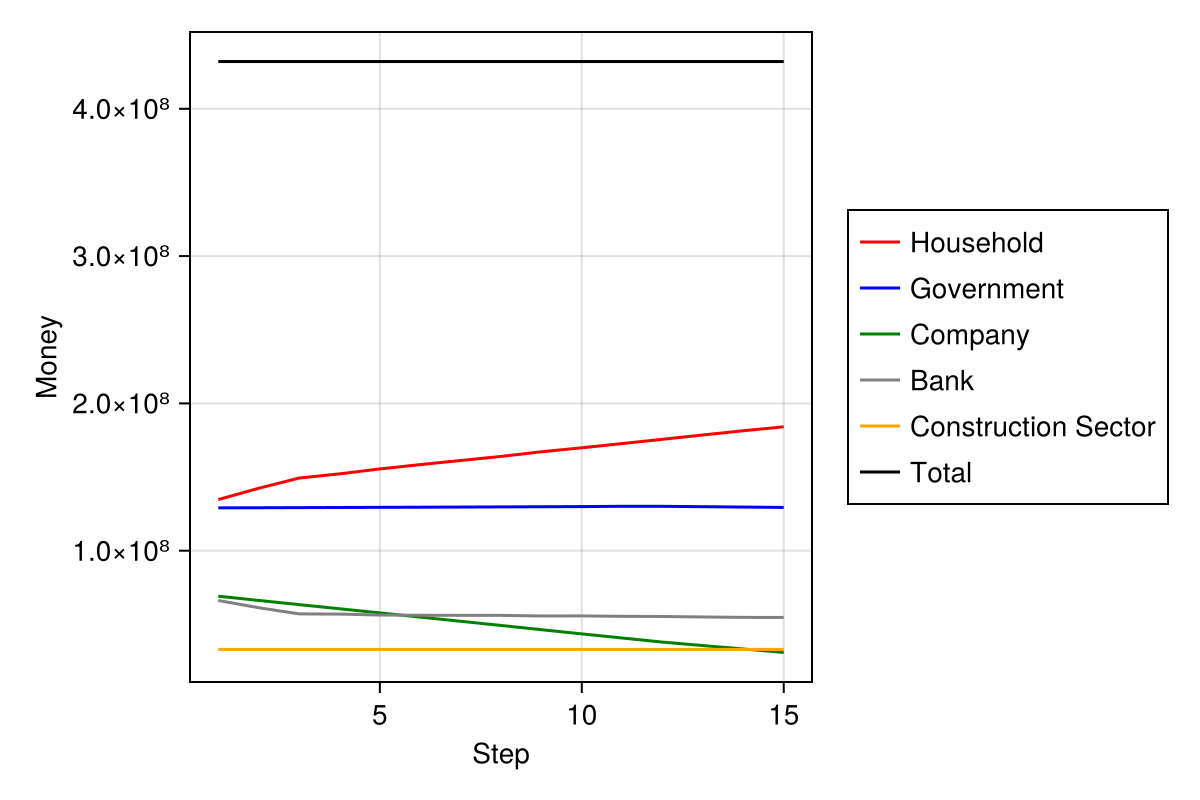 4.0×10⁸
3.0×10⁸
2.0×10⁸
1.0×10⁸
Money
5
10
15
Step
Household
Government
Company
Bank
Construction Sector
Total